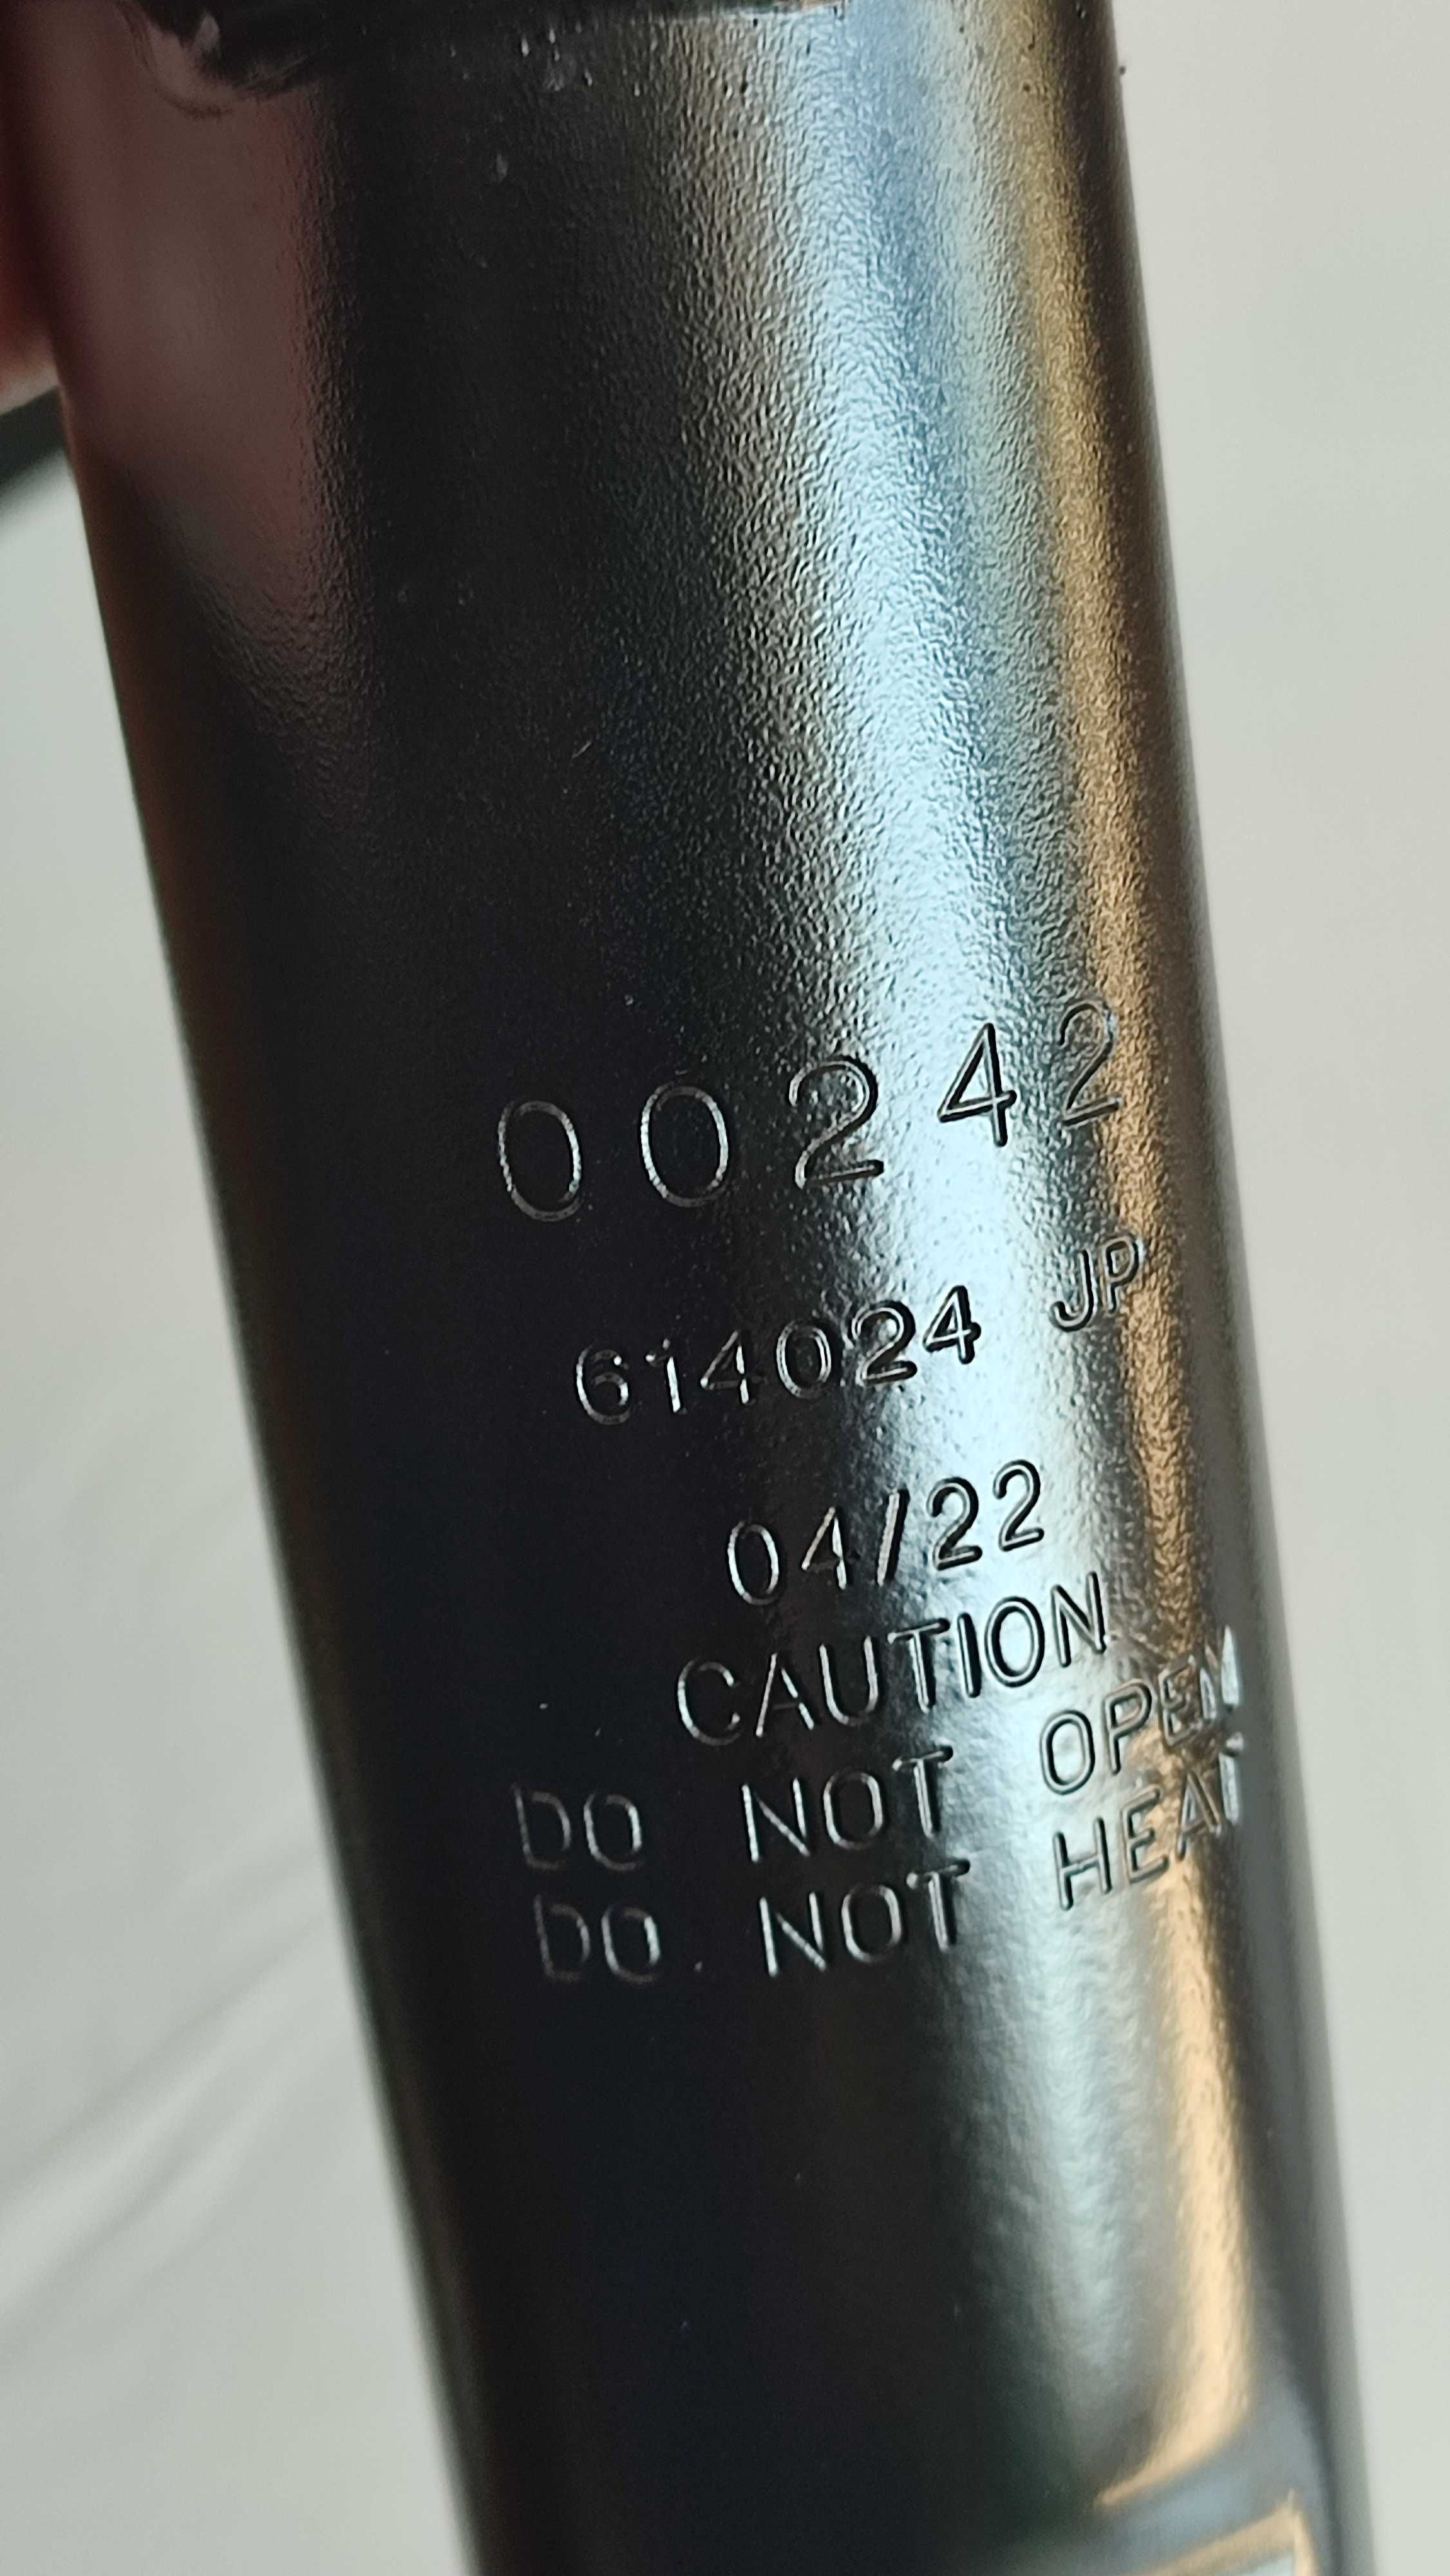 00242
614024 JP
04/22
CAUTION
DO NOT OPEN
DO NOT HEAT